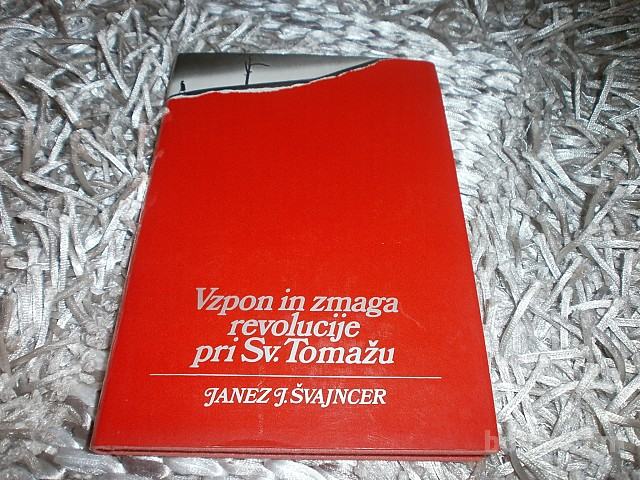 Vzpon in zmaga
revolucije
pri Sv. Tomažu
JANEZ J. ŠVAJNCER